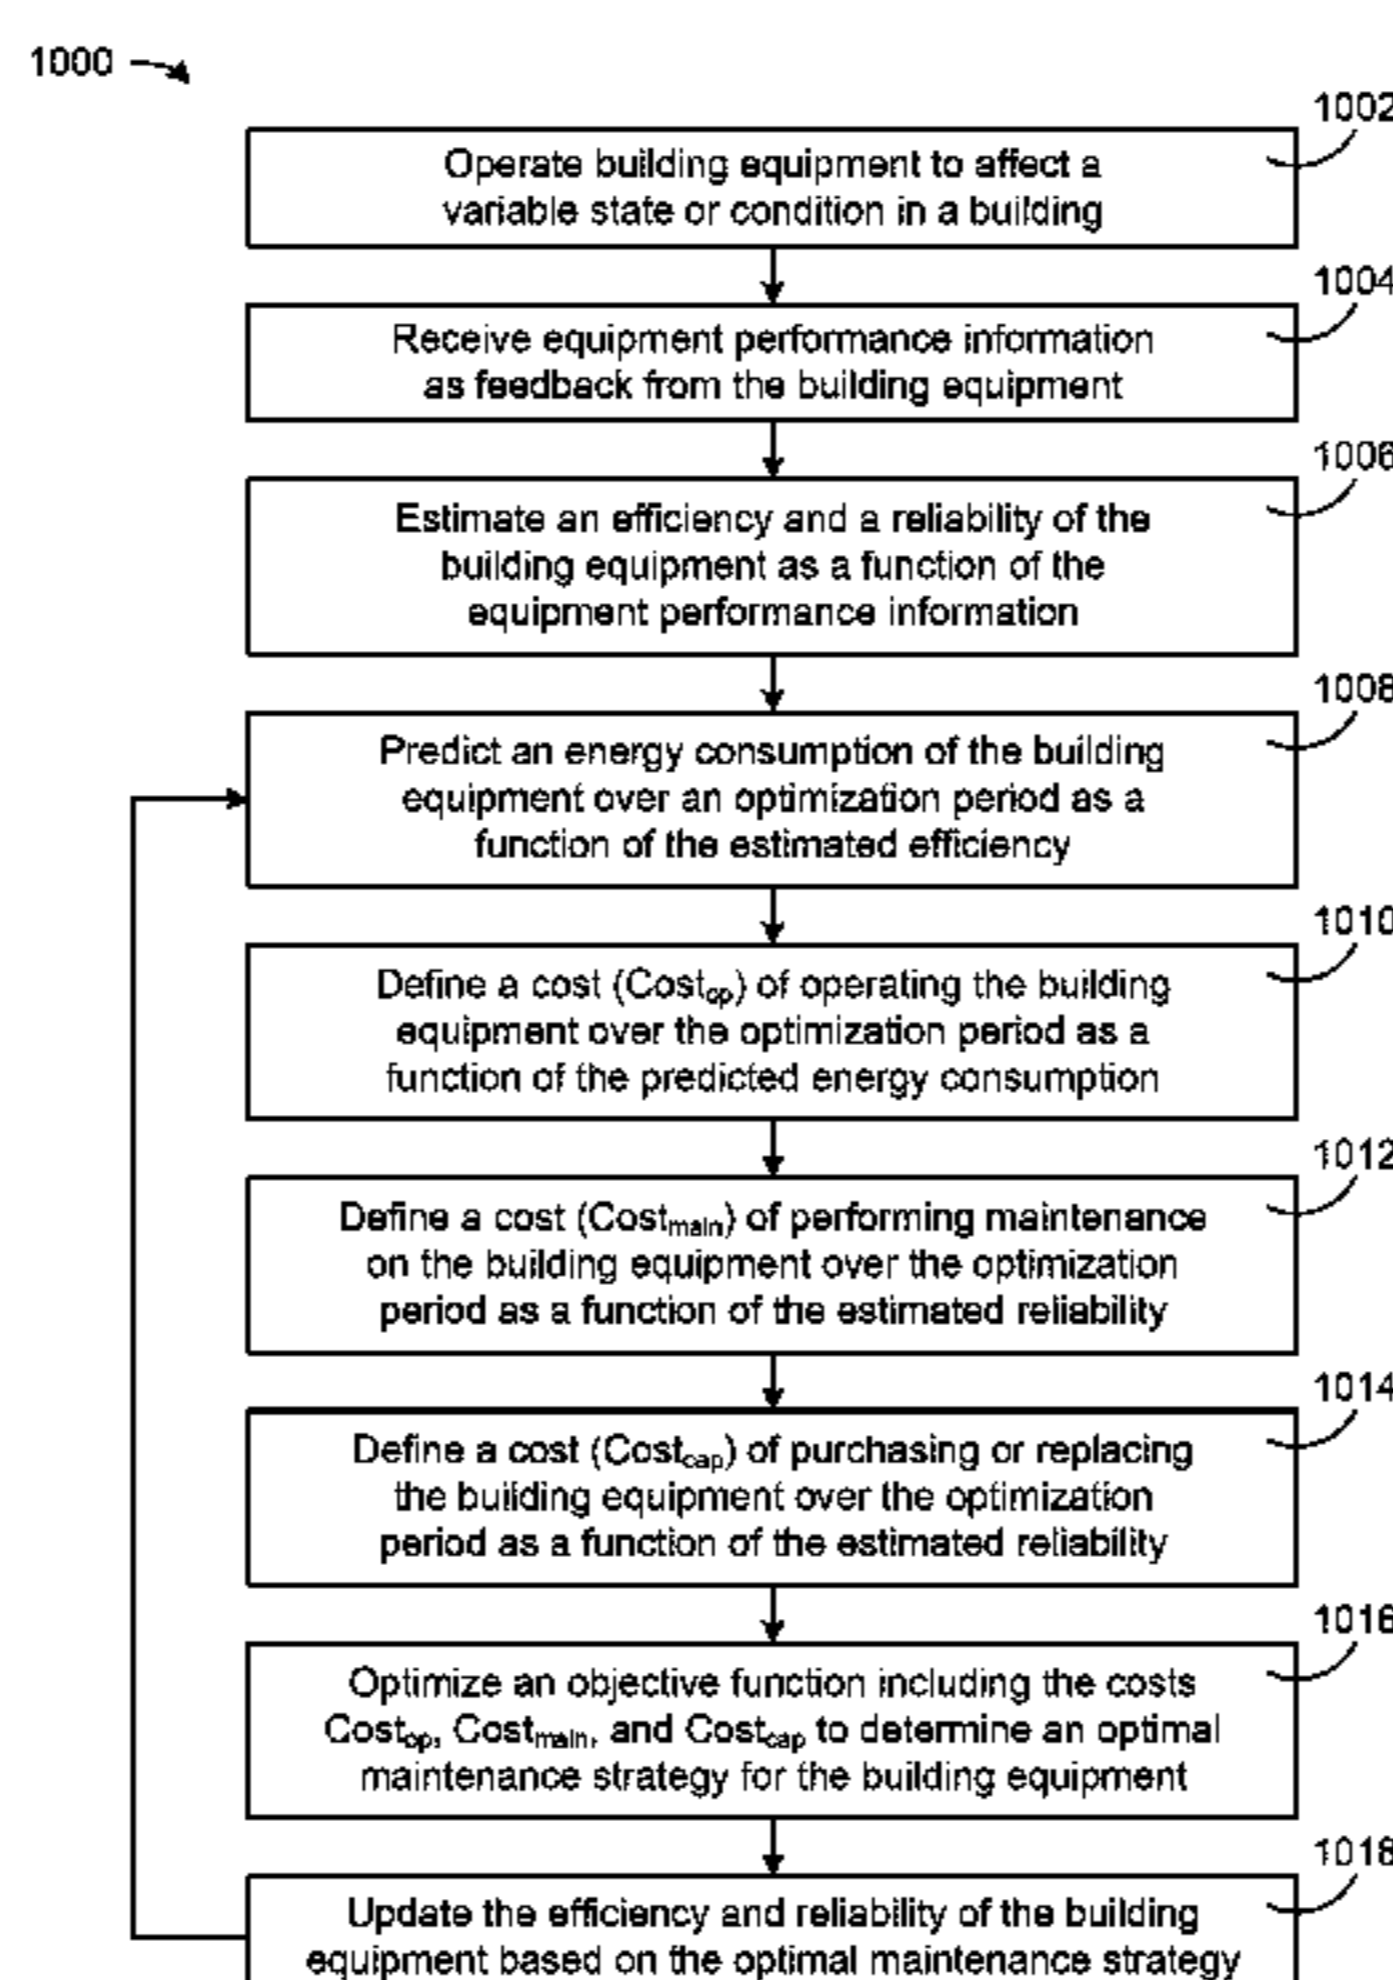 1000
1002
Operate building equipment to affect a
variable state or condition in a building
1004
Receive equipment performance information
as feedback from the building equipment
1006
Estimate an efficiency and a reliability of the
building equipment as a function of the
equipment performance information
1008
Predict an energy consumption of the building
equipment over an optimization period as a
function of the estimated efficiency
1010
Define a cost (Costop) of operating the building
equipment over the optimization period as a
function of the predicted energy consumption
1012
Define a cost (Costmain) of performing maintenance
on the building equipment over the optimization
period as a function of the estimated reliability
1014
Define a cost (Costcap) of purchasing or replacing
the building equipment over the optimization
period as a function of the estimated reliability
1016
Optimize an objective function including the costs
Costop, Costmain, and Costcap to determine an optimal
maintenance strategy for the building equipment
1018
Update the efficiency and reliability of the building
equipment based on the optimal maintenance strategy